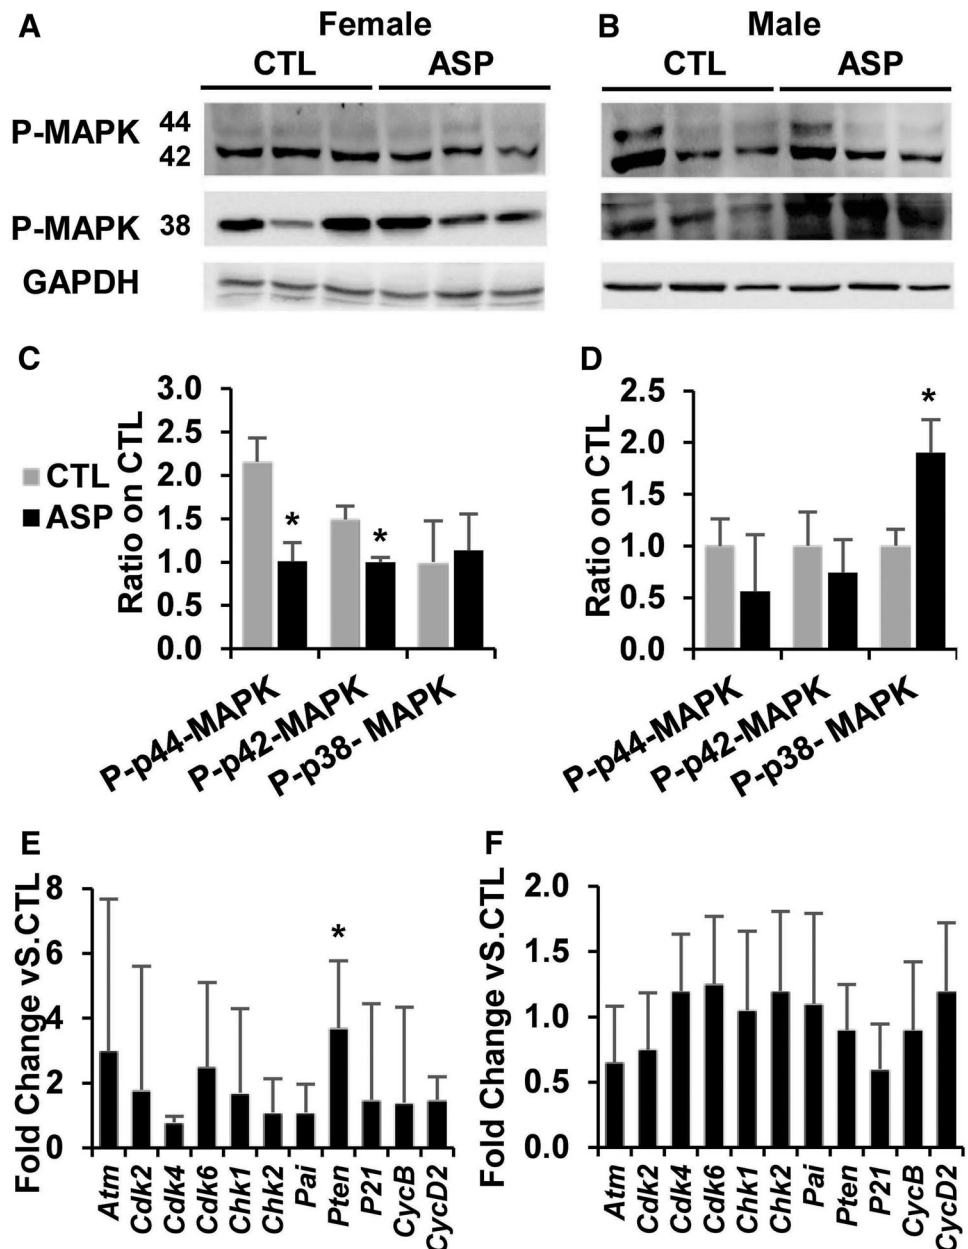 A Female B Male
CTL ASP CTL ASP
P-MAPK 44
42
P-MAPK 38
GAPDH
C D
3.0
2.5
2.0
1.5
1.0
0.5
0.0
Ratio on CTL
CTL
ASP
*
*
P-p44-MAPK
P-p42-MAPK
P-p38- MAPK
2.5
2.0
1.5
1.0
0.5
0.0
Ratio on CTL
*
P-p44-MAPK
P-p42-MAPK
P-p38- MAPK
E F
8
6
4
2
0
Fold Change vS.CTL
*
Atm
Cdk2
Cdk4
Cdk6
Chk1
Chk2
Pai
Pten
P21
CycB
CycD2
2.0
1.5
1.0
0.5
0.0
Fold Change vS.CTL
Atm
Cdk2
Cdk4
Cdk6
Chk1
Chk2
Pai
Pten
P21
CycB
CycD2